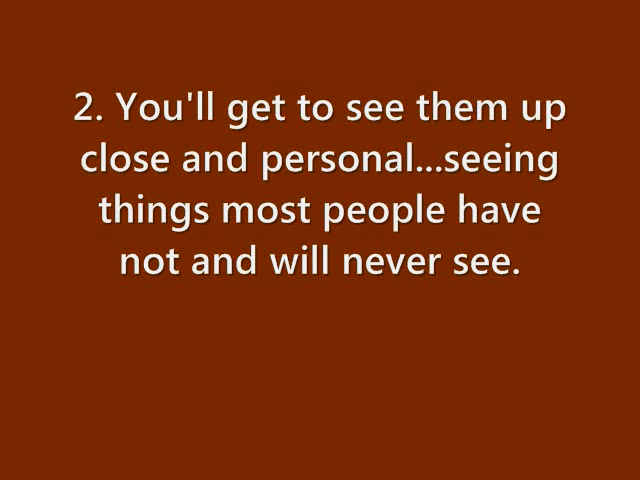 2. You'll get to see them up
close and personal...seeing
things most people have
not and will never see.